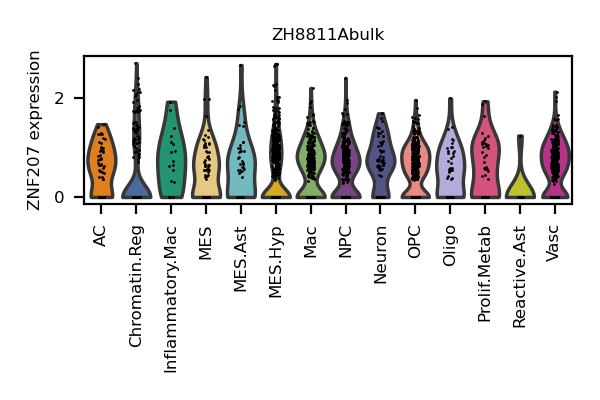 ZH8811Abulk
ZNF207 expression
2
0
AC
Chromatin.Reg
Inflammatory.Mac
MES
MES.Ast
MES.Hyp
Mac
NPC
Neuron
OPC
Oligo
Prolif.Metab
Reactive.Ast
Vasc